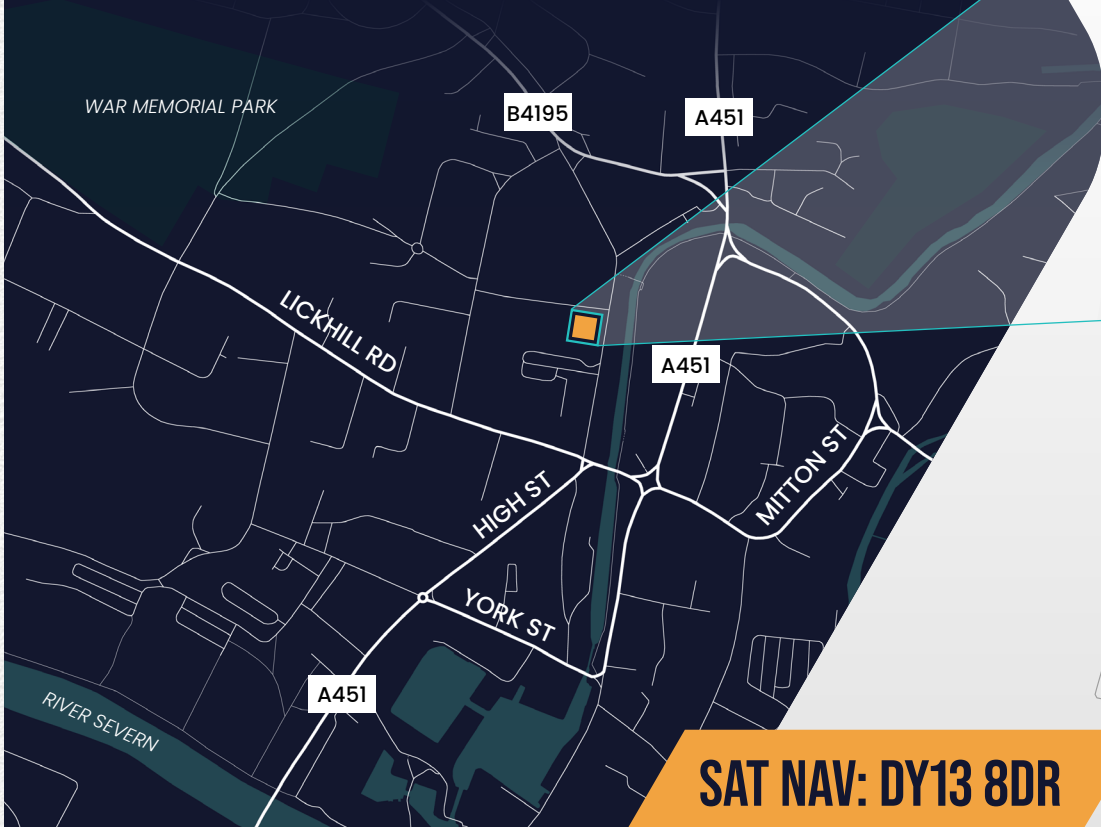 WAR MEMORIAL PARK
B4195
A451
LICKHILL RD
A451
HIGH ST
MITTON ST
YORK ST
A451
RIVER SEVERN
SAT NAV: DY13 8DR